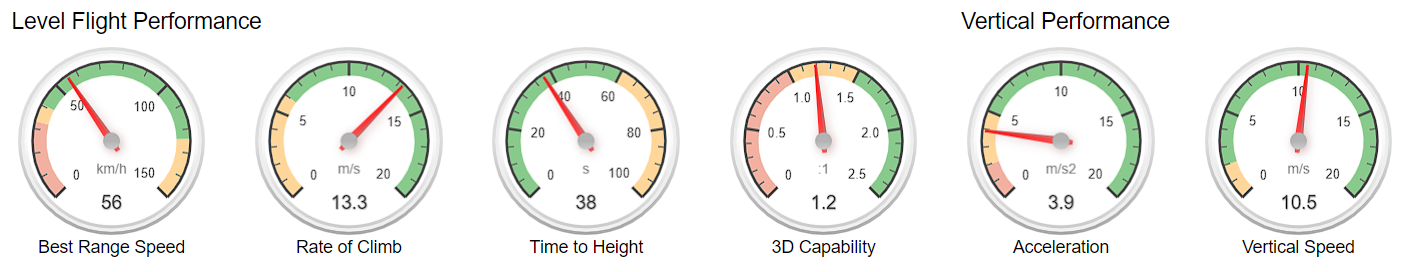 Level Flight Performance
Vertical Performance
0 50 100 150
km/h
56
Best Range Speed
0 5 10 15 20
m/s
13.3
Rate of Climb
0 20 40 60 80 100
s
38
Time to Height
0 0.5 1.0 1.5 2.0 2.5
:1
1.2
3D Capability
0 5 10 15 20
m/s2
3.9
Acceleration
0 5 10 15 20
m/s
10.5
Vertical Speed